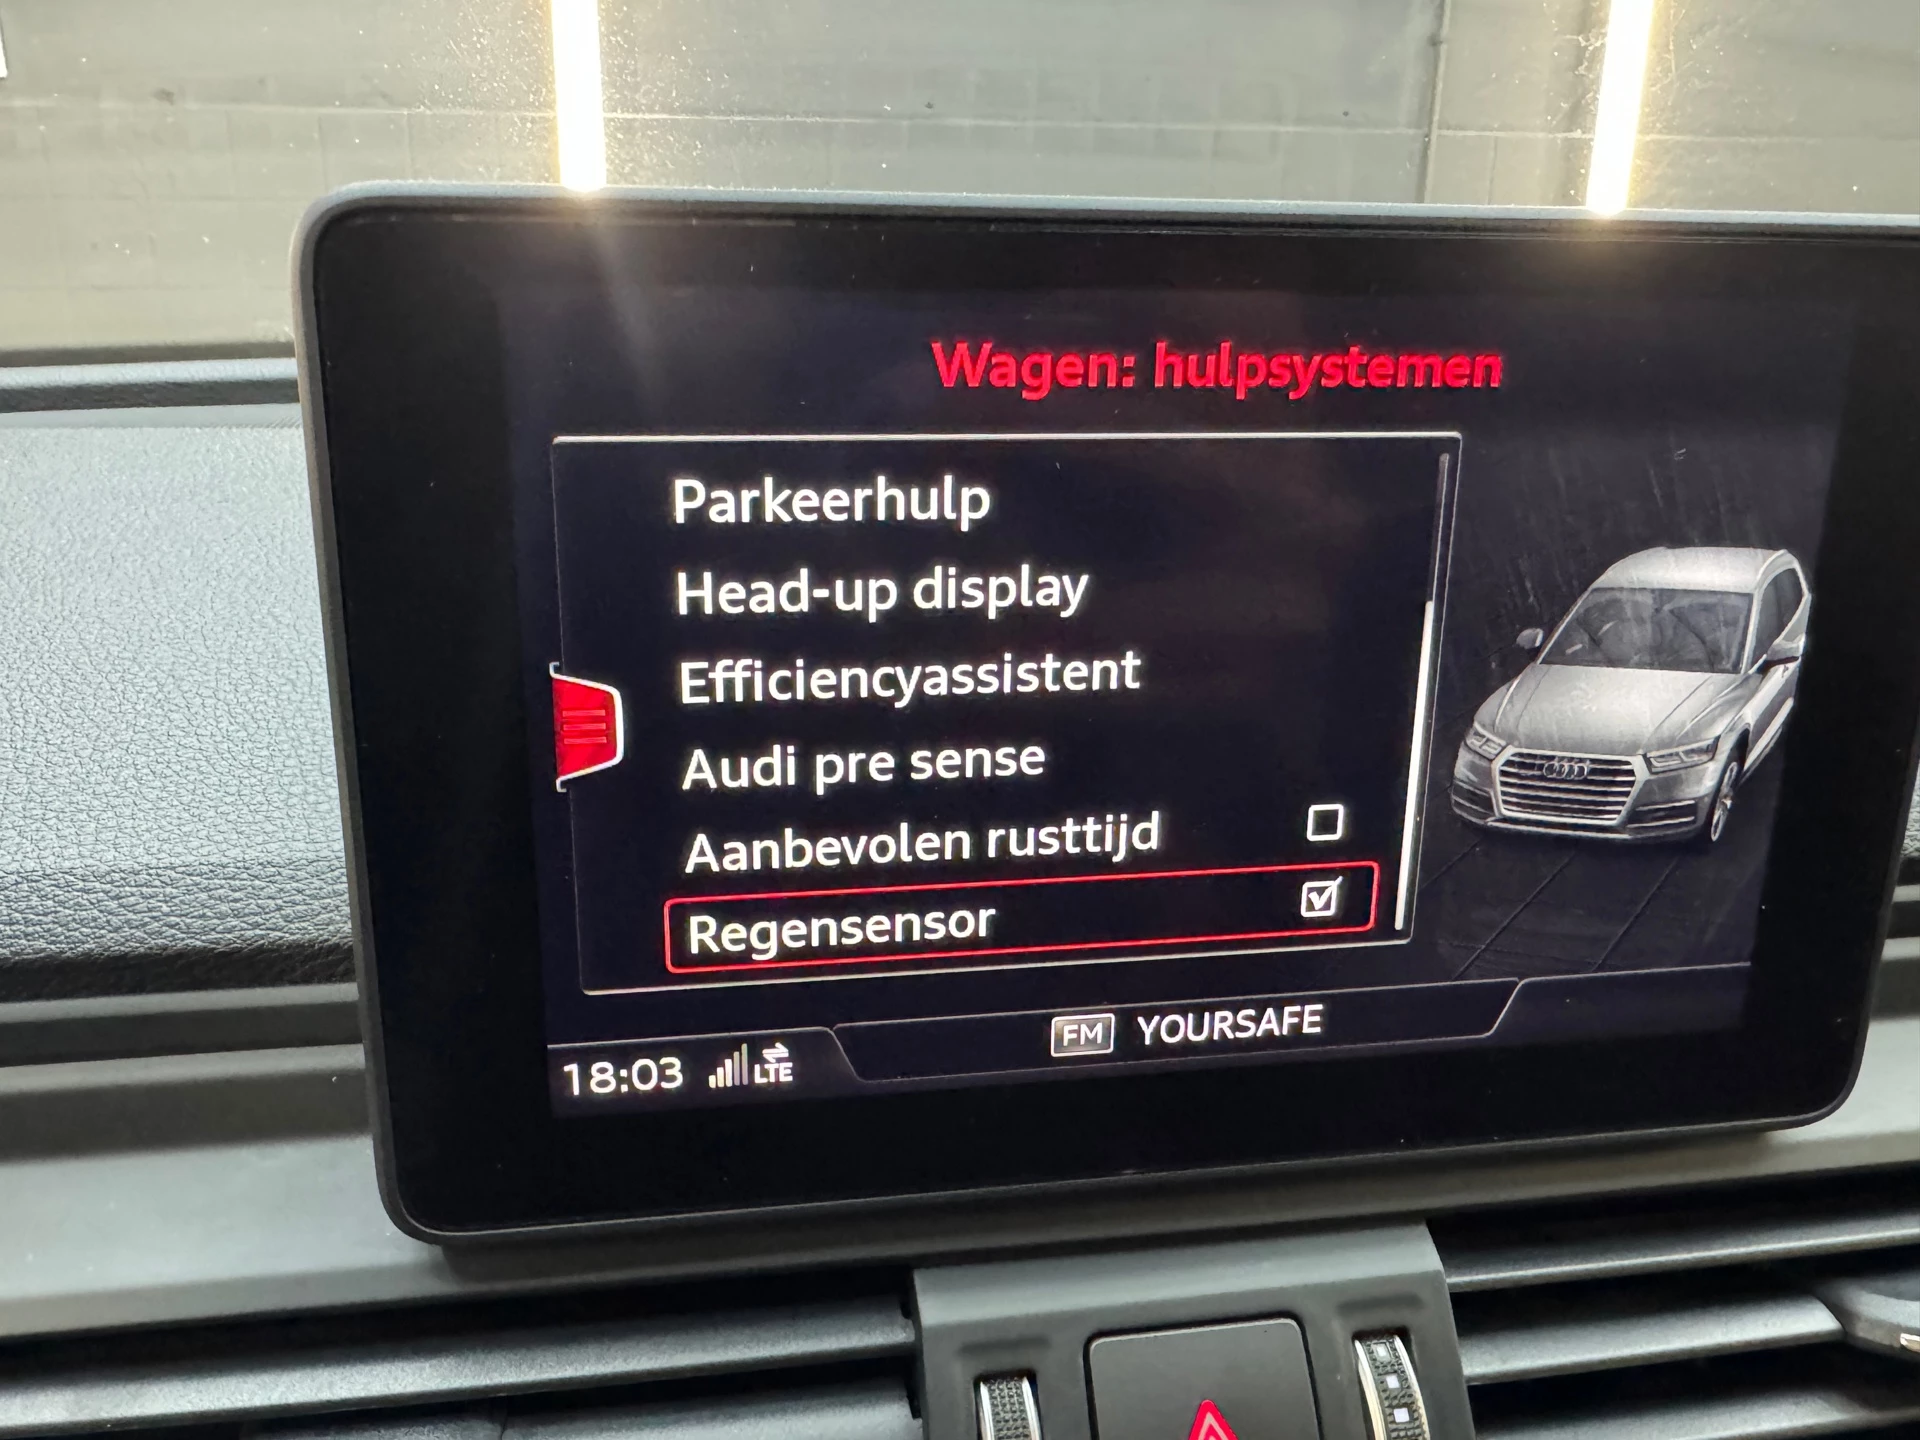 Wagen: hulpsystemen
Parkeerhulp
Head-up display
Efficiencyassistent
Audi pre sense
Aanbevolen rusttijd
Regensensor
FM YOURSAFE
18:03 LTE